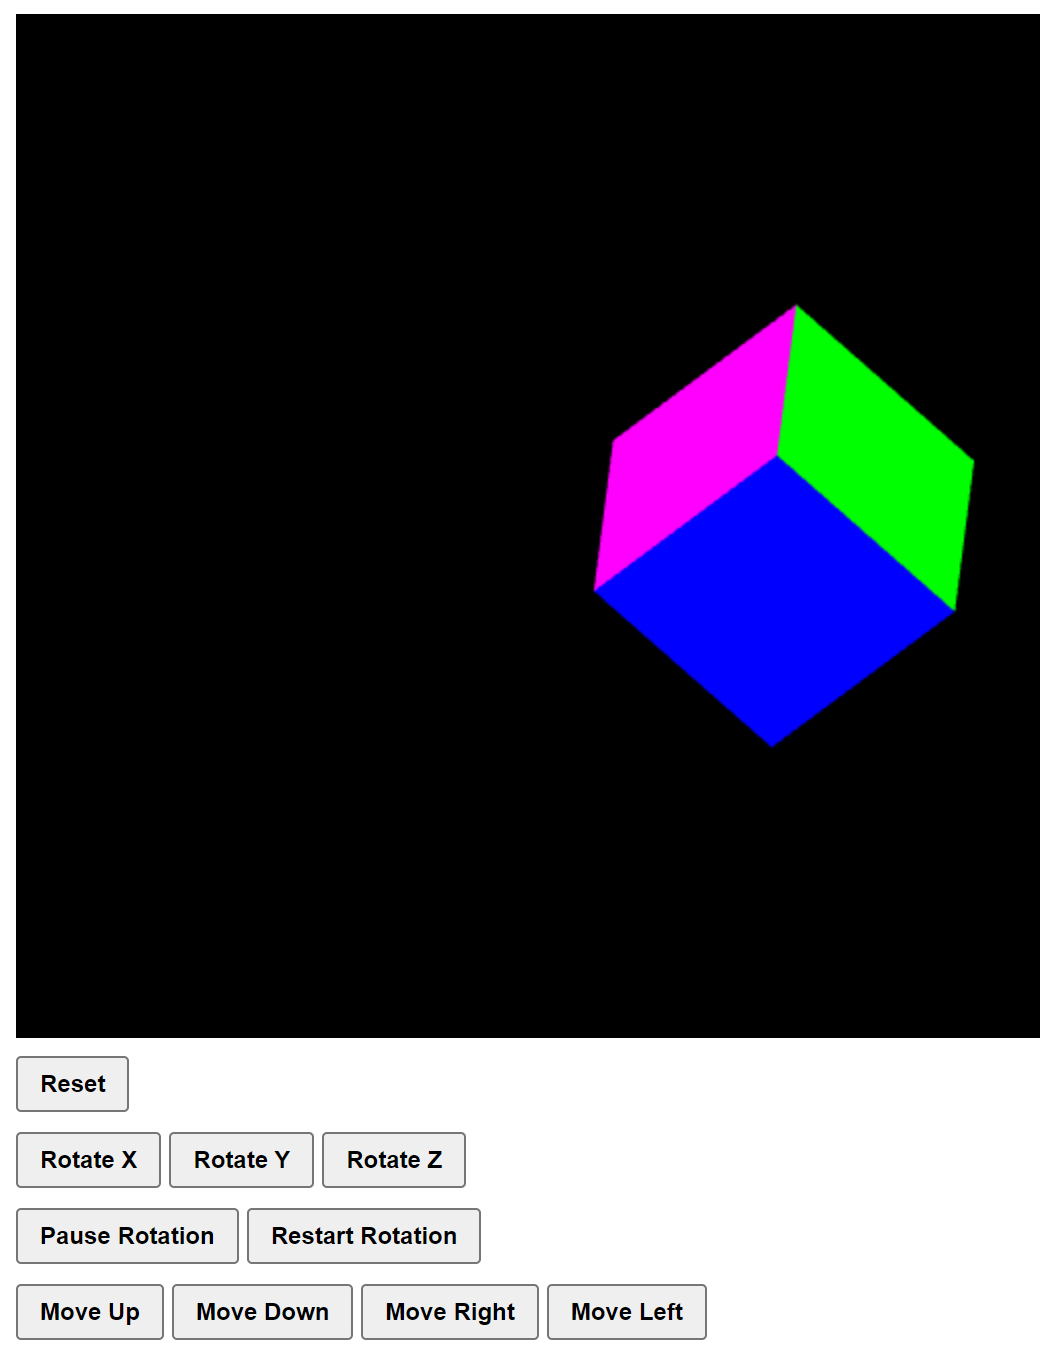 Reset
Rotate X Rotate Y Rotate Z
Pause Rotation Restart Rotation
Move Up Move Down Move Right Move Left